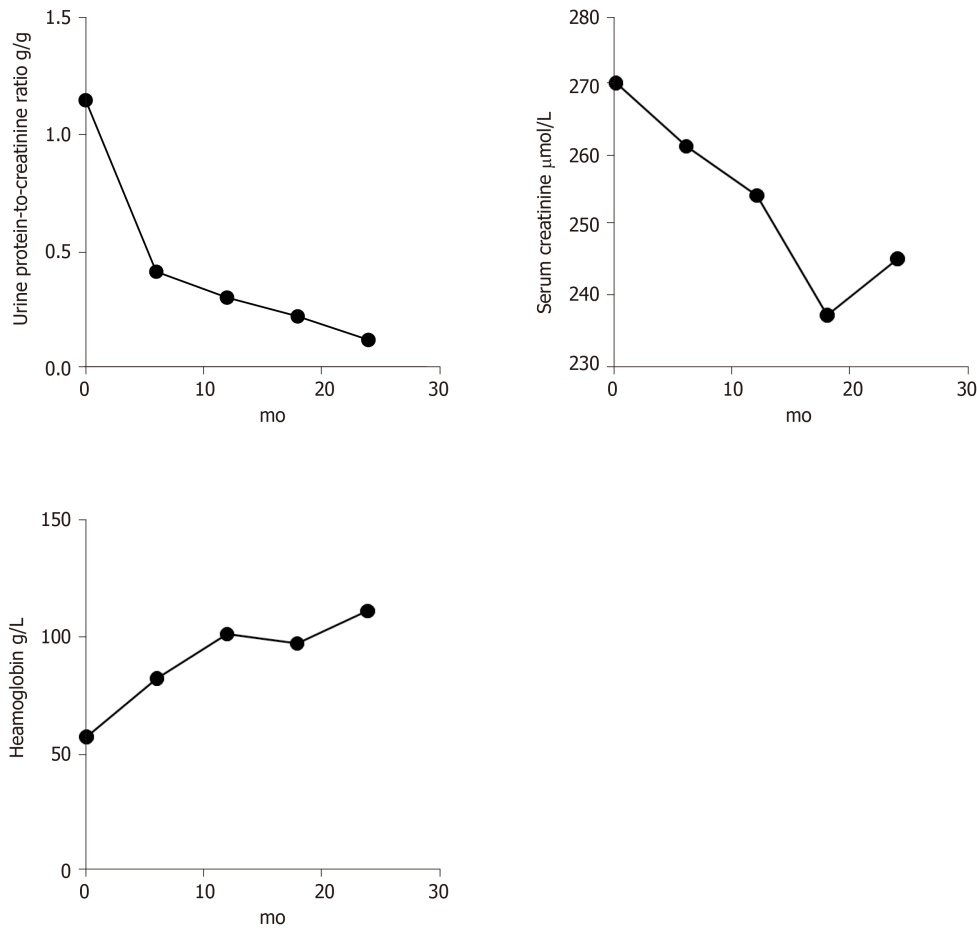 Urine protein-to-creatinine ratio g/g
1.5
1.0
0.5
0.0
0 10 20 30
mo
Serum creatinine μmol/L
280
270
260
250
240
230
0 10 20 30
mo
Heamoglobin g/L
150
100
50
0
0 10 20 30
mo